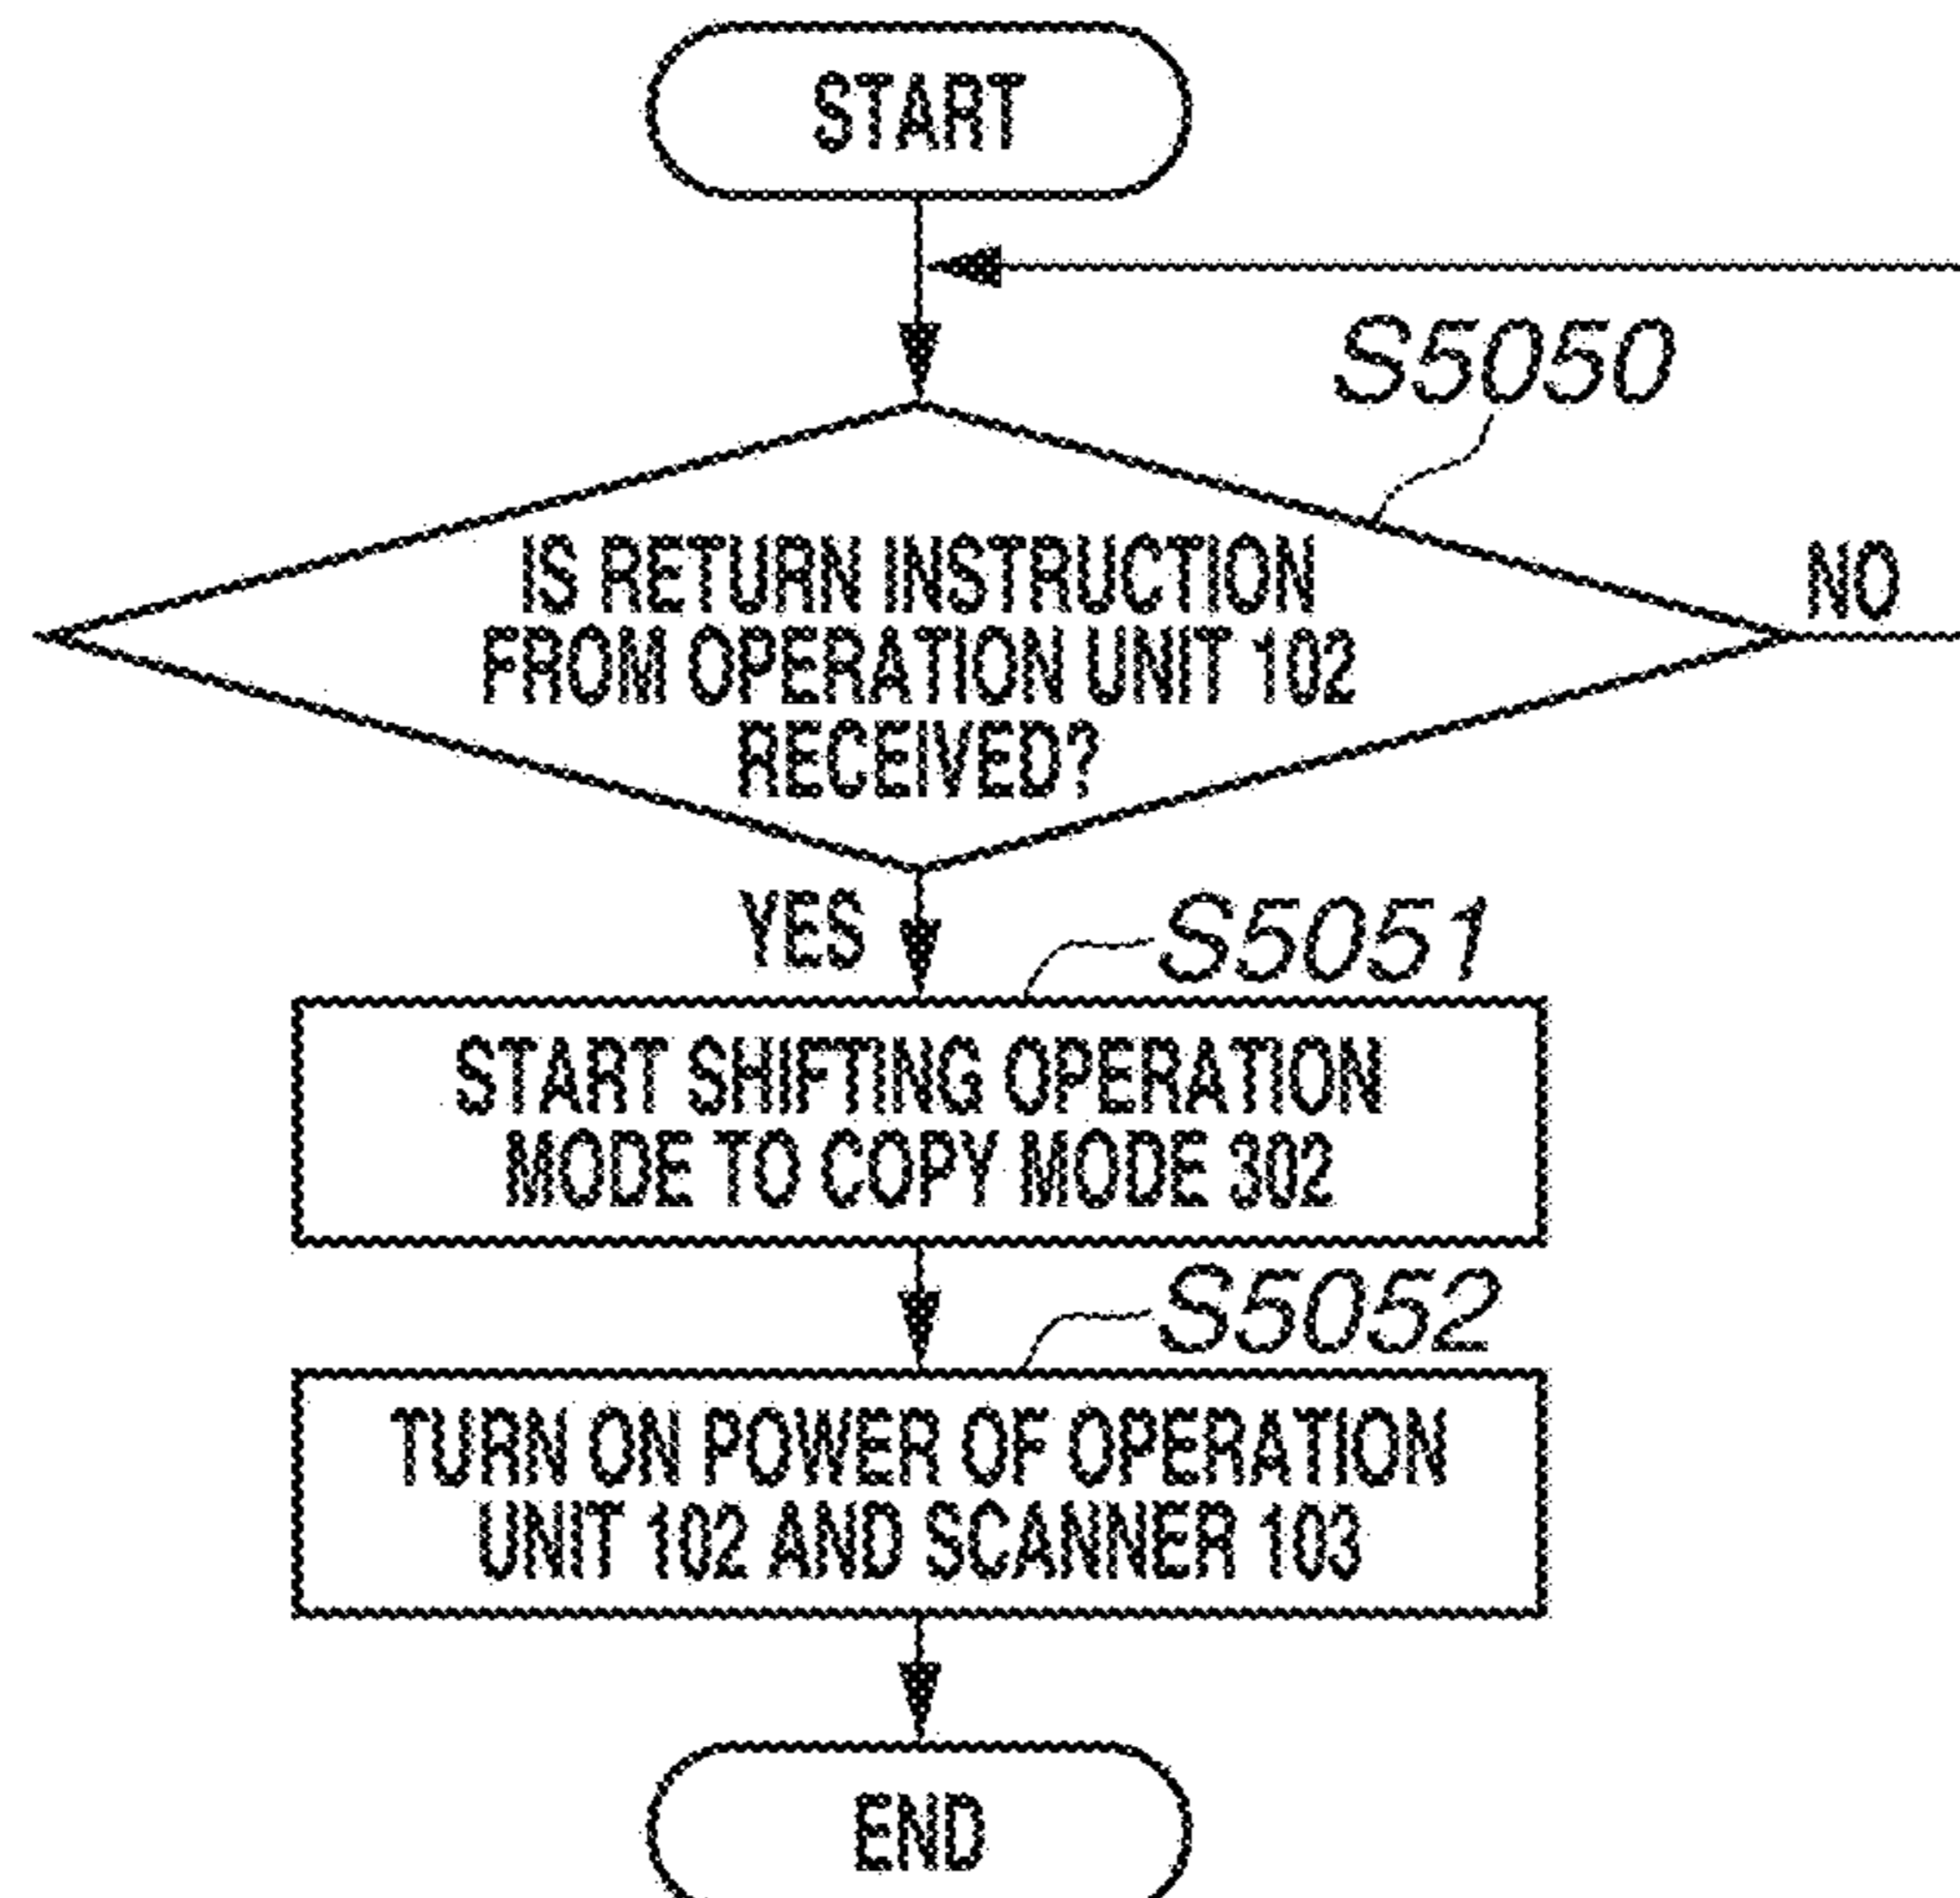 START
S5050
IS RETURN INSTRUCTION
FROM OPERATION UNIT 102
RECEIVED?
NO
YES
S5051
START SHIFTING OPERATION
MODE TO COPY MODE 302
S5052
TURN ON POWER OF OPERATION
UNIT 102 AND SCANNER 103
END